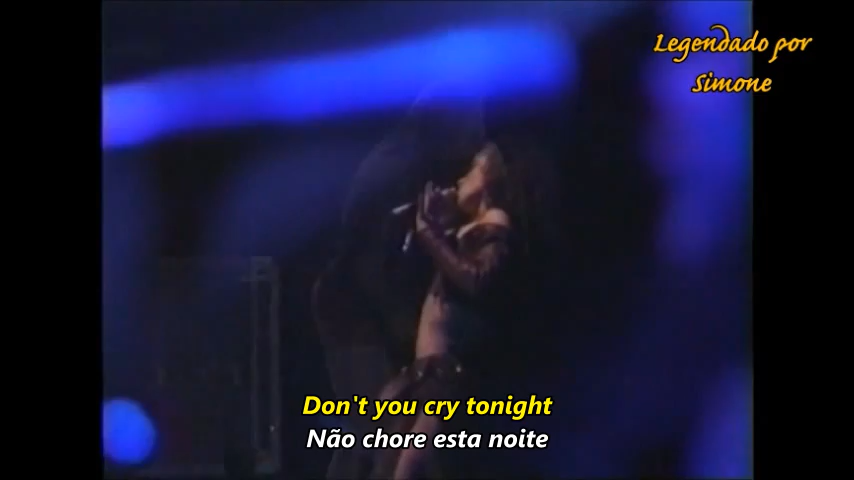 Legendado por
Simone
Don't you cry tonight
Não chore esta noite